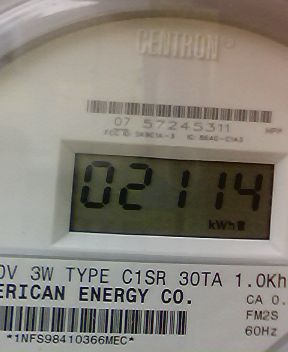 CENTRON®
07 57245311
02114
kWh
0V 3W TYPE C1SR 30TA 1.0Kh
ERICAN ENERGY CO. CA 0.
FM2S
60Hz
*1NFS98410366MEC*